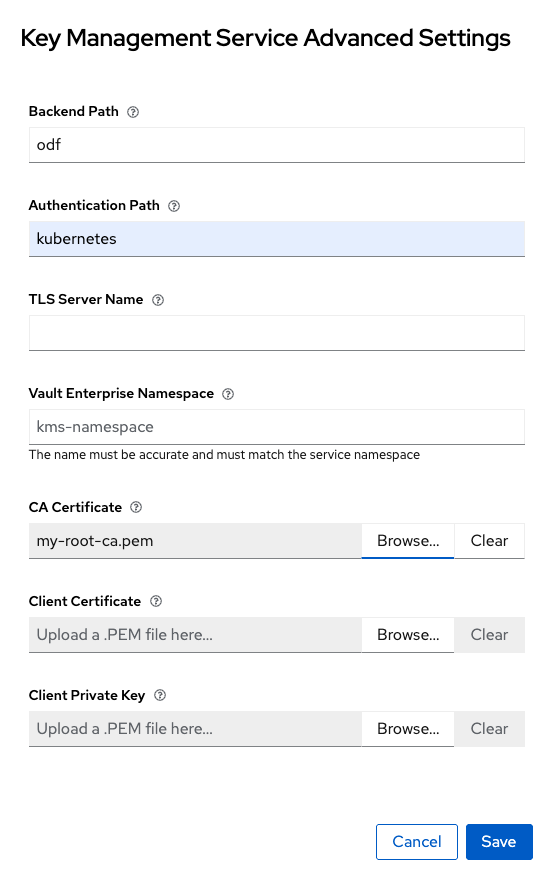 Key Management Service Advanced Settings
Backend Path
odf
Authentication Path
kubernetes
TLS Server Name
Vault Enterprise Namespace
kms-namespace
The name must be accurate and must match the service namespace
CA Certificate
my-root-ca.pem Browse... Clear
Client Certificate
Upload a .PEM file here... Browse... Clear
Client Private Key
Upload a .PEM file here... Browse... Clear
Cancel Save